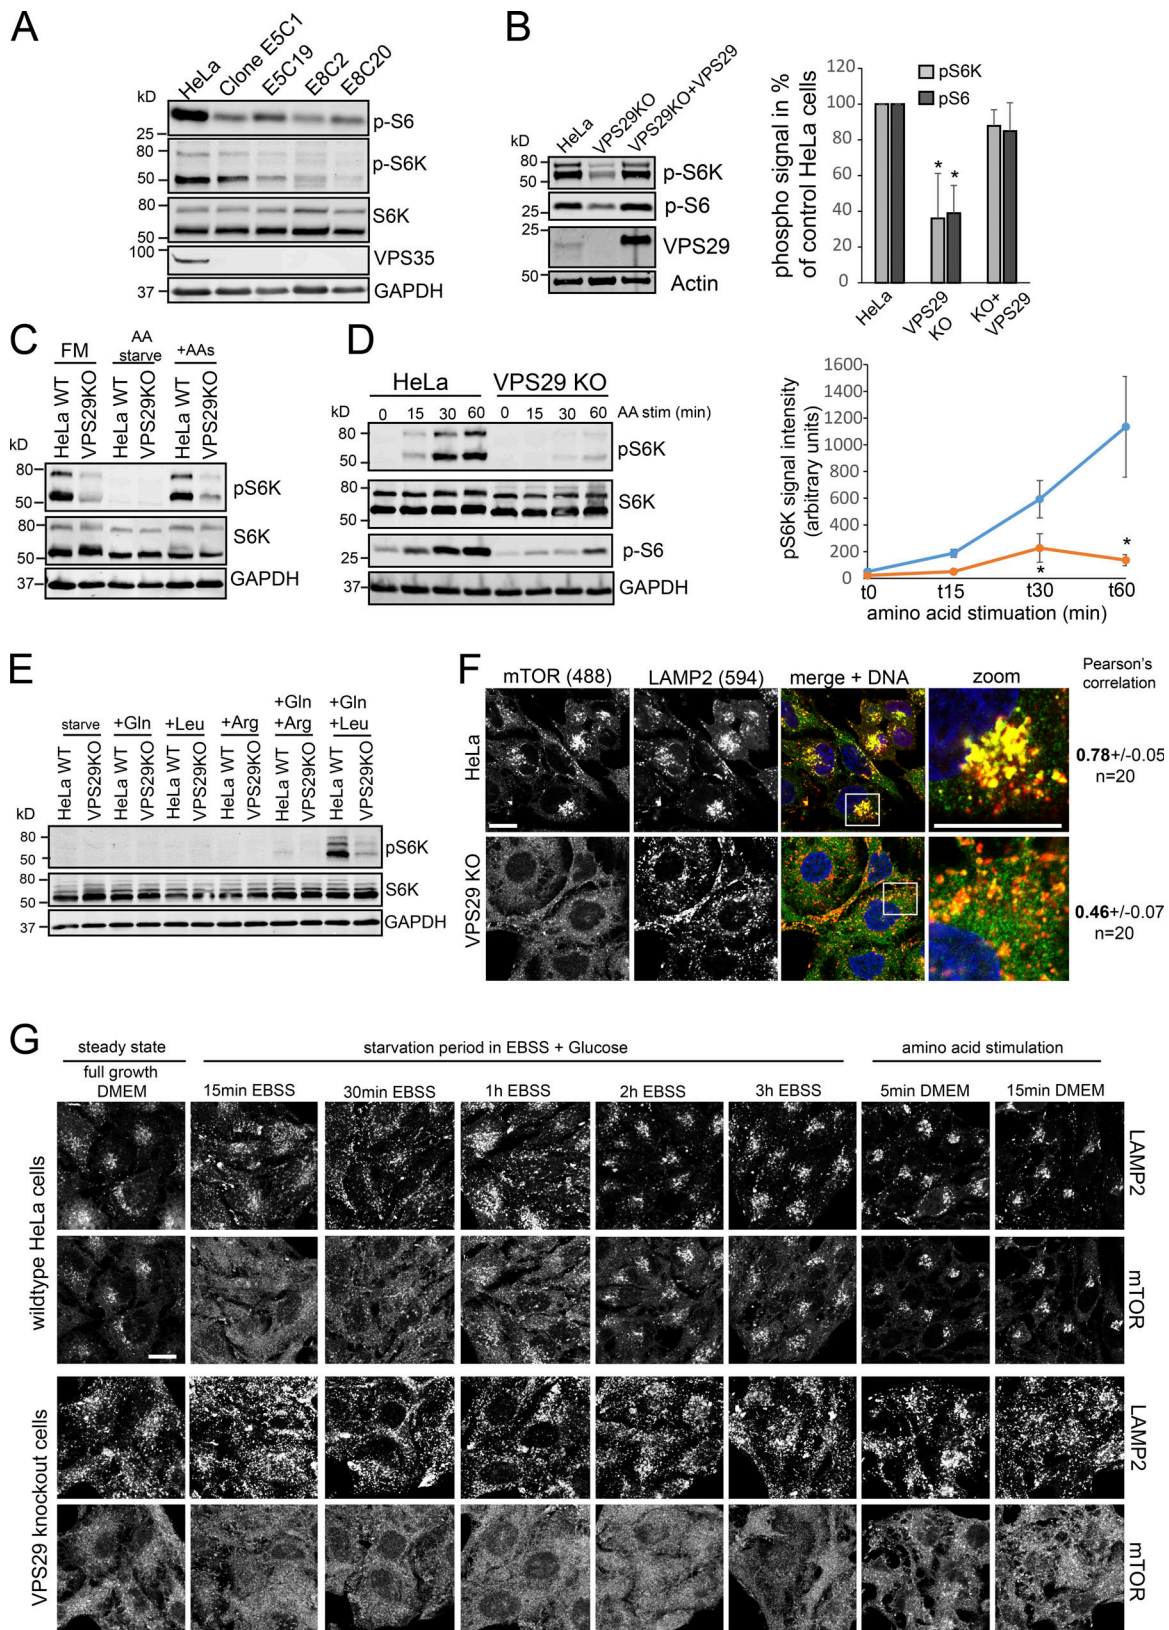 A
HeLa
Clone E5C1
E5C19
E8C2
E8C20
kD
25
p-S6
80
50
p-S6K
80
50
S6K
100
VPS35
37
GAPDH
B
HeLa
VPS29KO
VPS29KO+VPS29
kD
80
50
p-S6K
25
p-S6
25
VPS29
50
Actin
phospho signal in %
of control HeLa cells
120
100
80
60
40
20
0
pS6K
pS6
* *
HeLa
VPS29
KO
KO+
VPS29
C
FM
AA
starve
+AAs
HeLa WT
VPS29KO
HeLa WT
VPS29KO
HeLa WT
VPS29KO
kD
80
50
pS6K
80
50
S6K
37
GAPDH
D
HeLa
VPS29 KO
kD
0 15 30 60 0 15 30 60 AA stim (min)
80
50
pS6K
80
50
S6K
25
p-S6
37
GAPDH
pS6K signal intensity
(arbitrary units)
1600
1400
1200
1000
800
600
400
200
0
*
*
t0 t15 t30 t60
amino acid stimuation (min)
E
starve
+Gln
+Leu
+Arg
+Gln
+Arg
+Gln
+Leu
HeLa WT
VPS29KO
HeLa WT
VPS29KO
HeLa WT
VPS29KO
HeLa WT
VPS29KO
HeLa WT
VPS29KO
HeLa WT
VPS29KO
kD
80
50
pS6K
80
50
S6K
37
GAPDH
F
mTOR (488) LAMP2 (594) merge + DNA zoom
Pearson's
correlation
HeLa
0.78+/-0.05
n=20
VPS29 KO
0.46+/-0.07
n=20
G
steady state
starvation period in EBSS + Glucose
amino acid stimulation
full growth
DMEM
15min EBSS 30min EBSS 1h EBSS 2h EBSS 3h EBSS 5min DMEM 15min DMEM
wildtype HeLa cells
LAMP2
mTOR
VPS29 knockout cells
LAMP2
mTOR